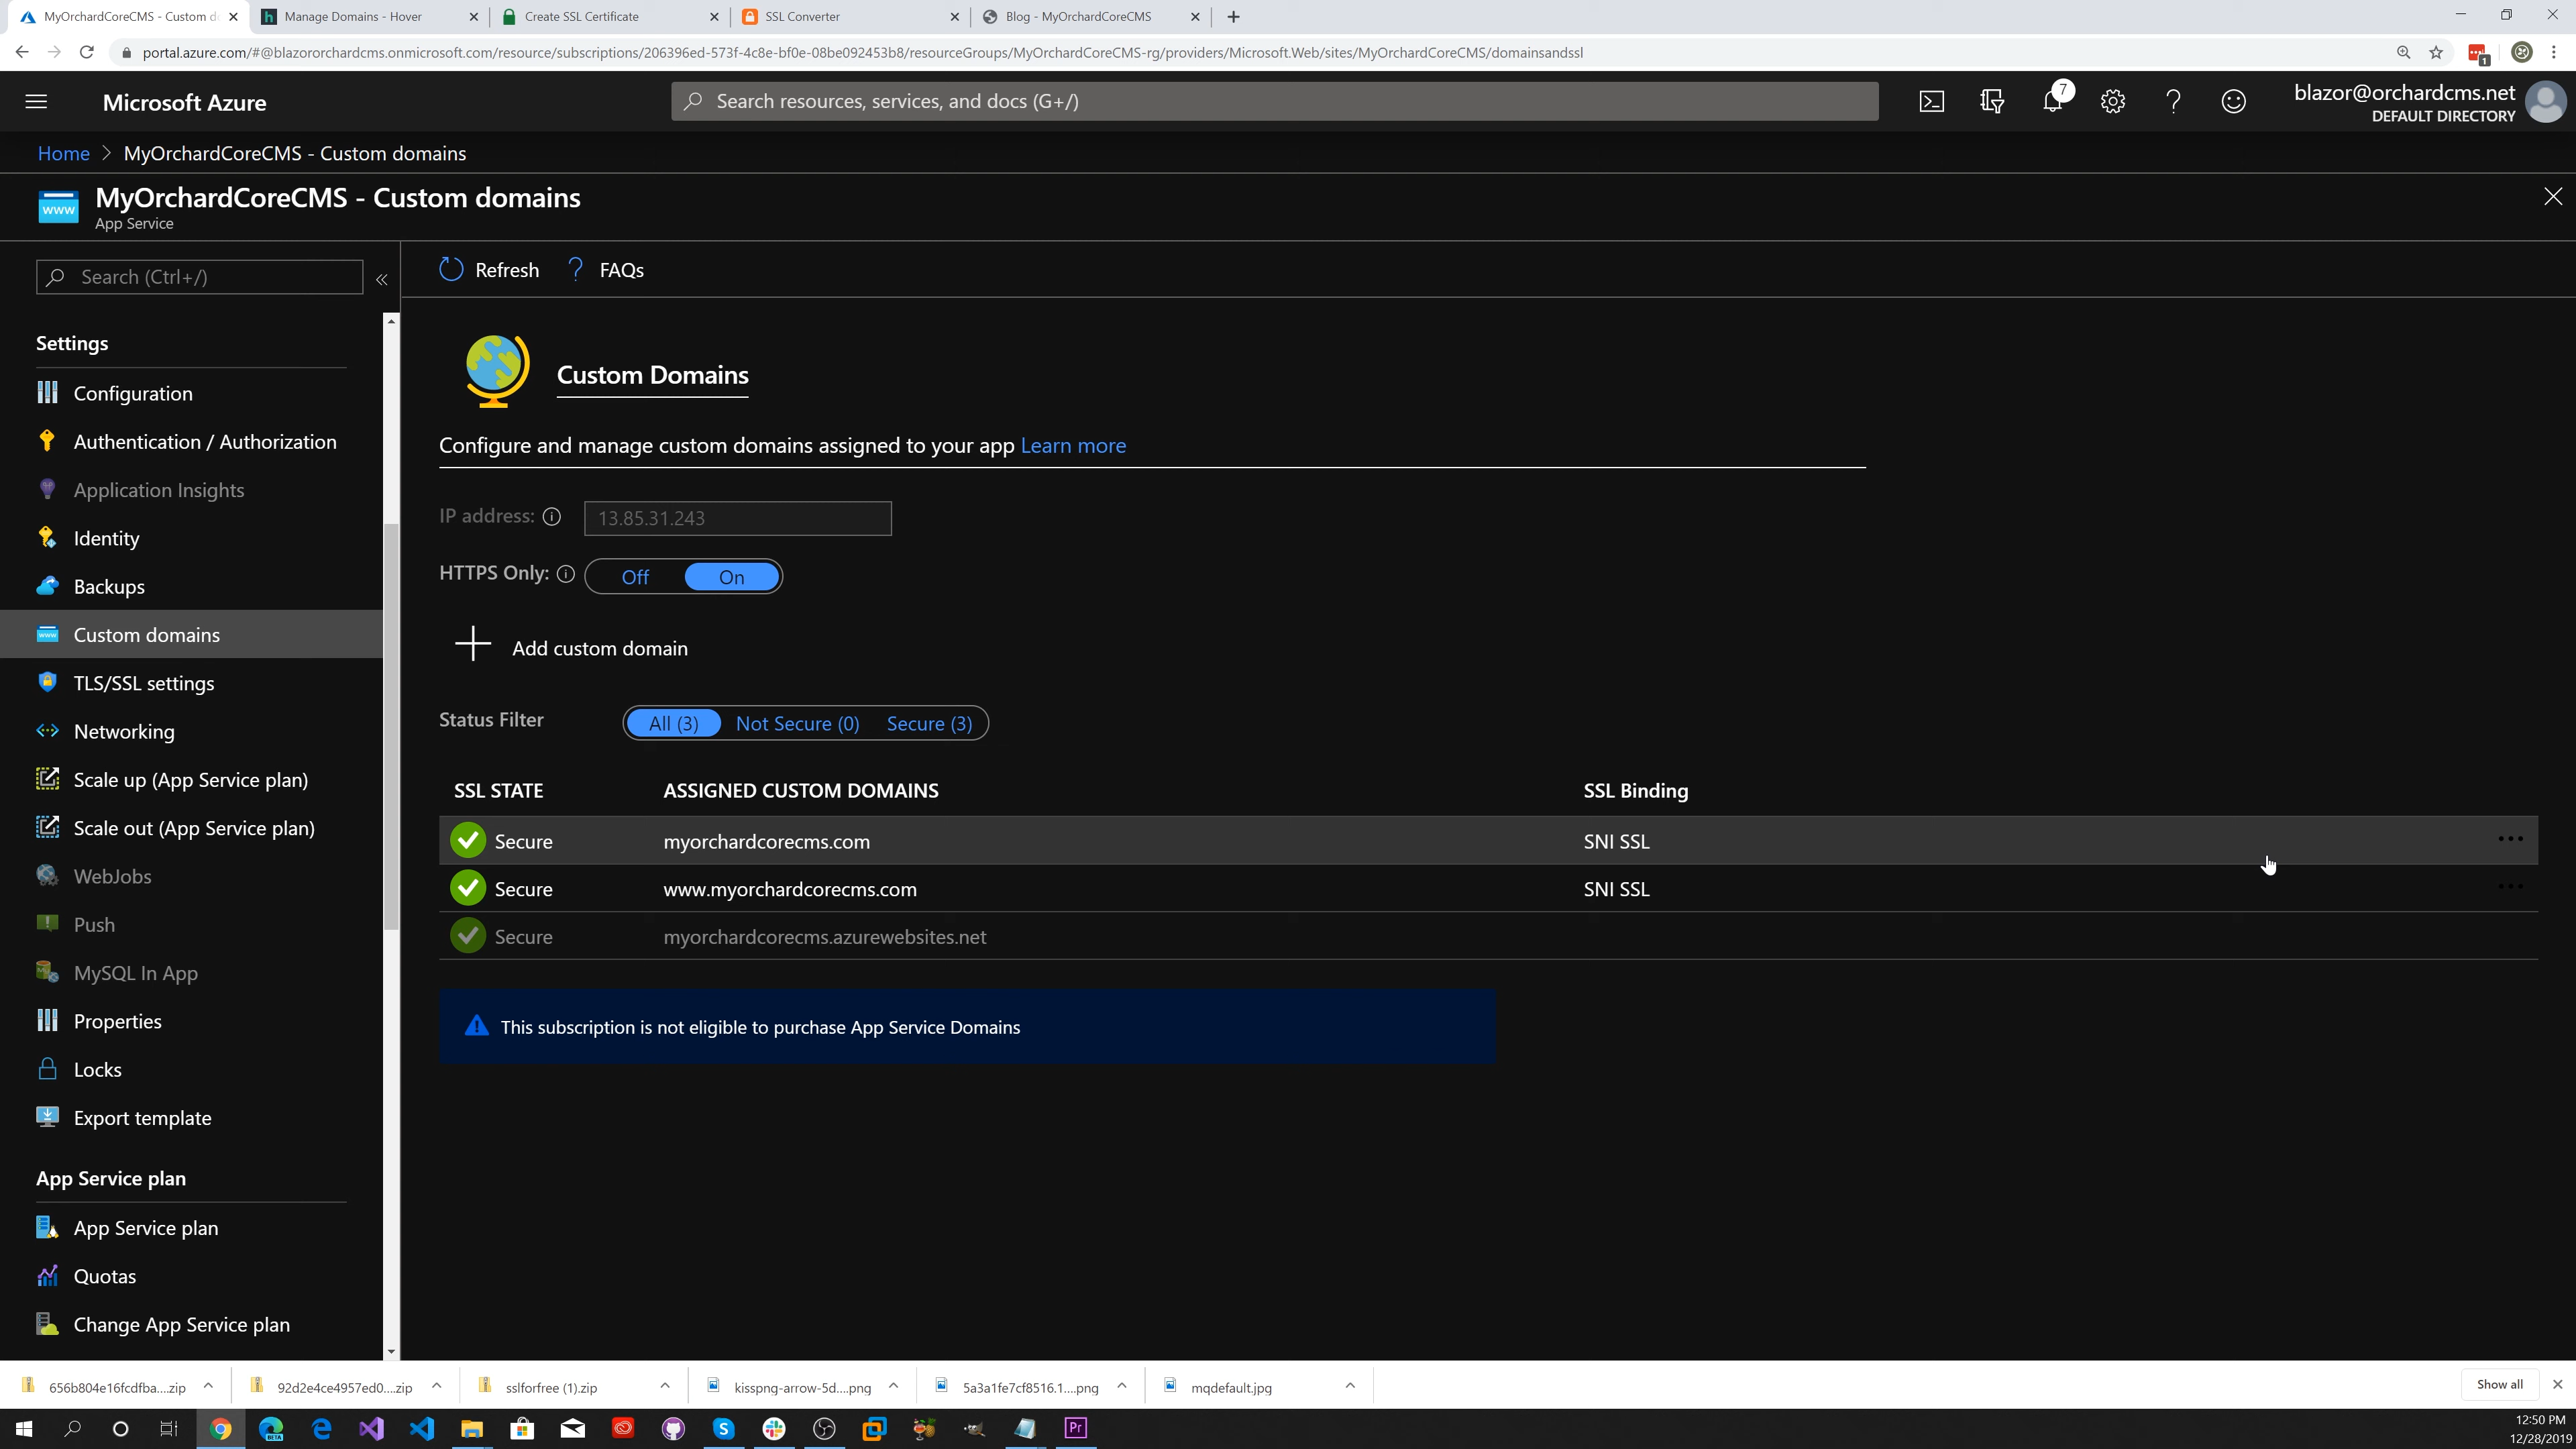 MyOrchardCoreCMS - Custom d
Manage Domains - Hover
Create SSL Certificate
SSL Converter
Blog - MyOrchardCoreCMS
portal.azure.com/#@blazororchardcms.onmicrosoft.com/resource/subscriptions/206396ed-573f-4c8e-bf0e-08be092453b8/resourceGroups/MyOrchardCoreCMS-rg/providers/Microsoft.Web/sites/MyOrchardCoreCMS/domainsandssl
1
Microsoft Azure
Search resources, services, and docs (G+/)
7
blazor@orchardcms.net
DEFAULT DIRECTORY
Home > MyOrchardCoreCMS - Custom domains
www
MyOrchardCoreCMS - Custom domains
App Service
Search (Ctrl+/)
«
Refresh
? FAQs
Settings
Configuration
Authentication / Authorization
Application Insights
Identity
Backups
Custom domains
TLS/SSL settings
Networking
Scale up (App Service plan)
Scale out (App Service plan)
WebJobs
Push
MySQL In App
Properties
Locks
Export template
App Service plan
App Service plan
Quotas
Change App Service plan
Custom Domains
Configure and manage custom domains assigned to your app Learn more
IP address: 13.85.31.243
HTTPS Only: Off On
Add custom domain
Status Filter All (3) Not Secure (0) Secure (3)
SSL STATE ASSIGNED CUSTOM DOMAINS SSL Binding
Secure myorchardcorecms.com SNI SSL
Secure www.myorchardcorecms.com SNI SSL
Secure myorchardcorecms.azurewebsites.net
This subscription is not eligible to purchase App Service Domains
656b804e16fcdfba....zip
92d2e4ce4957ed0....zip
sslforfree (1).zip
kisspng-arrow-5d....png
5a3a1fe7cf8516.1....png
mqdefault.jpg
Show all
BETA
Pr
12:50 PM
12/28/2019